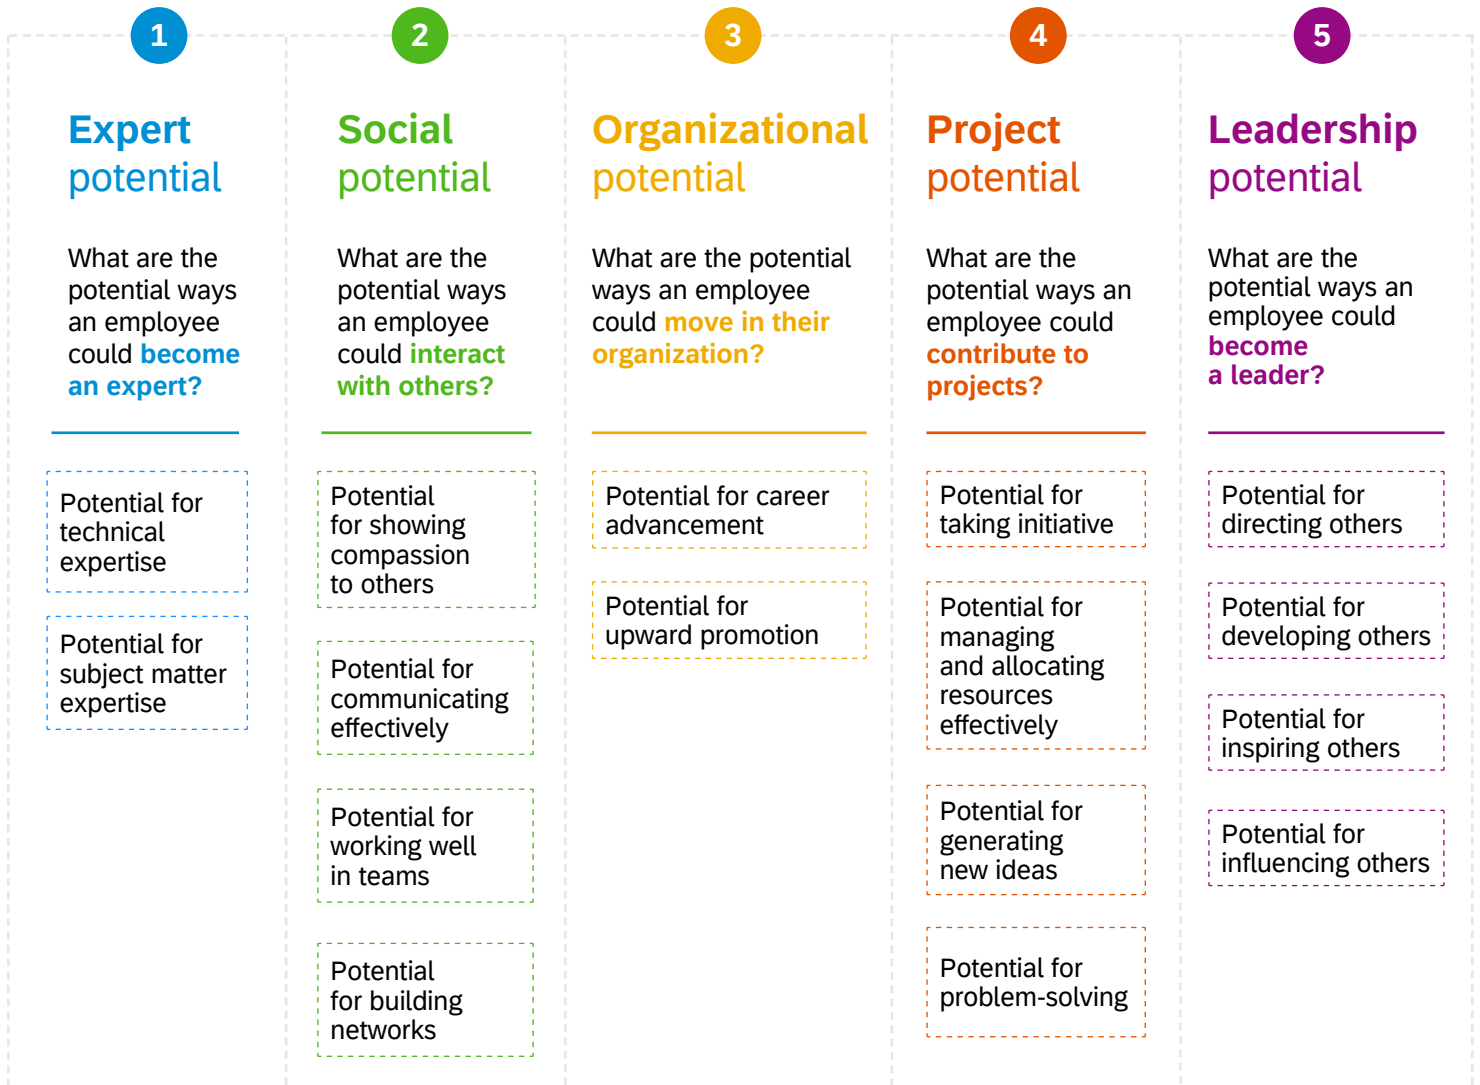 1
Expert
potential
What are the
potential ways
an employee
could become
an expert?
Potential for
technical
expertise
Potential for
subject matter
expertise
2
Social
potential
What are the
potential ways
an employee
could interact
with others?
Potential
for showing
compassion
to others
Potential for
communicating
effectively
Potential for
working well
in teams
Potential
for building
networks
3
Organizational
potential
What are the potential
ways an employee
could move in their
organization?
Potential for career
advancement
Potential for
upward promotion
4
Project
potential
What are the
potential ways an
employee could
contribute to
projects?
Potential for
taking initiative
Potential for
managing
and allocating
resources
effectively
Potential for
generating
new ideas
Potential for
problem-solving
5
Leadership
potential
What are the
potential ways an
employee could
become
a leader?
Potential for
directing others
Potential for
developing others
Potential for
inspiring others
Potential for
influencing others